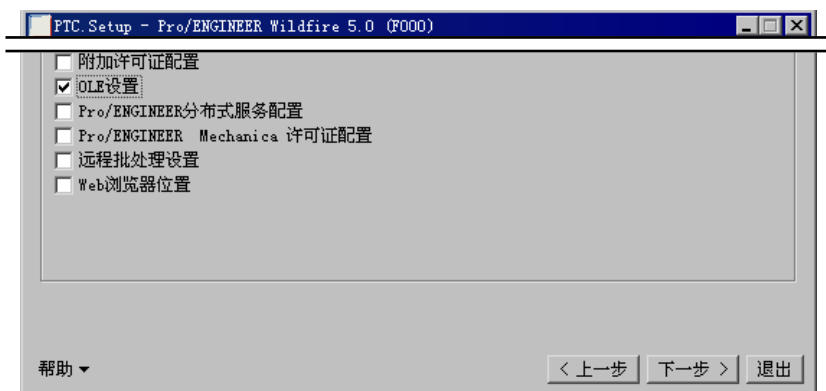 PTC.Setup - Pro/ENGINEER Wildfire 5.0 (F000)
附加许可证配置
OLE设置
Pro/ENGINEER分布式服务配置
Pro/ENGINEER Mechanica 许可证配置
远程批处理设置
Web浏览器位置
帮助
< 上一步 下一步 > 退出